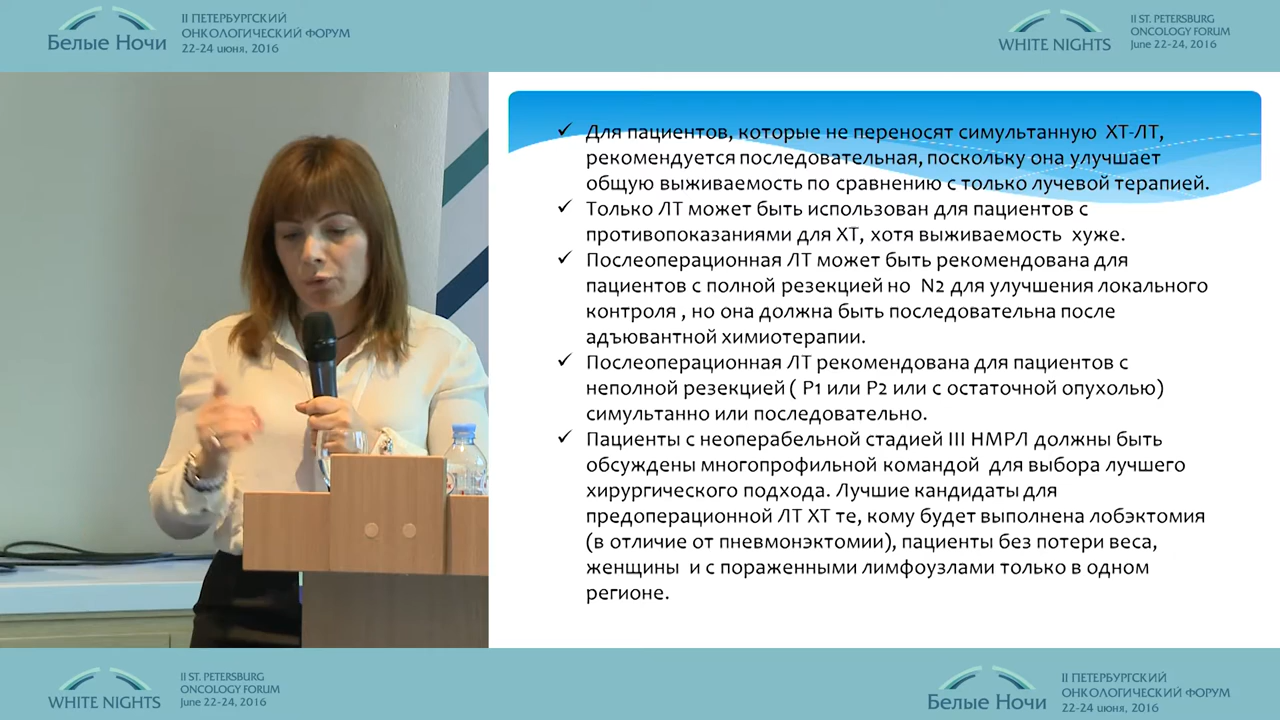 Белые Ночи
II ПЕТЕРБУРГСКИЙ
ОНКОЛОГИЧЕСКИЙ ФОРУМ
22-24 июня, 2016
WHITE NIGHTS
II ST. PETERSBURG
ONCOLOGY FORUM
June 22-24, 2016
✓ Для пациентов, которые не переносят симультанную ХТ-ЛТ,
рекомендуется последовательная, поскольку она улучшает
общую выживаемость по сравнению с только лучевой терапией.
✓ Только ЛТ может быть использован для пациентов с
противопоказаниями для ХТ, хотя выживаемость хуже.
✓ Послеоперационная ЛТ может быть рекомендована для
пациентов с полной резекцией но N2 для улучшения локального
контроля , но она должна быть последовательна после
адъювантной химиотерапии.
✓ Послеоперационная ЛТ рекомендована для пациентов с
неполной резекцией ( Р1 или Р2 или с остаточной опухолью)
симультанно или последовательно.
✓ Пациенты с неоперабельной стадией III НМРЛ должны быть
обсуждены многопрофильной командой для выбора лучшего
хирургического подхода. Лучшие кандидаты для
предоперационной ЛТ ХТ те, кому будет выполнена лобэктомия
(в отличие от пневмонэктомии), пациенты без потери веса,
женщины и с пораженными лимфоузлами только в одном
регионе.
WHITE NIGHTS
II ST. PETERSBURG
ONCOLOGY FORUM
June 22-24, 2016
Белые Ночи
II ПЕТЕРБУРГСКИЙ
ОНКОЛОГИЧЕСКИЙ ФОРУМ
22-24 июня, 2016